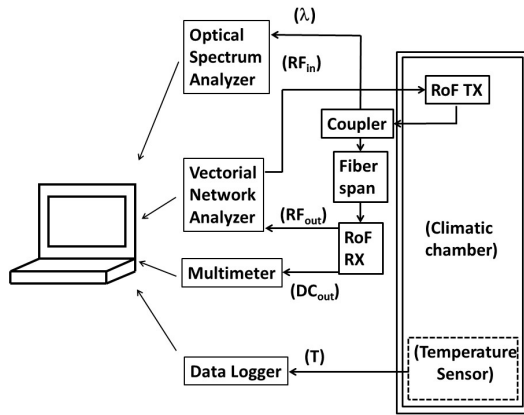 (λ)
Optical
Spectrum
Analyzer
(RFin)
RoF TX
Coupler
Fiber
span
Vectorial
Network
Analyzer
(RFout)
RoF
RX
(Climatic
chamber)
Multimeter
(DCout)
(Temperature
Sensor)
Data Logger
(T)